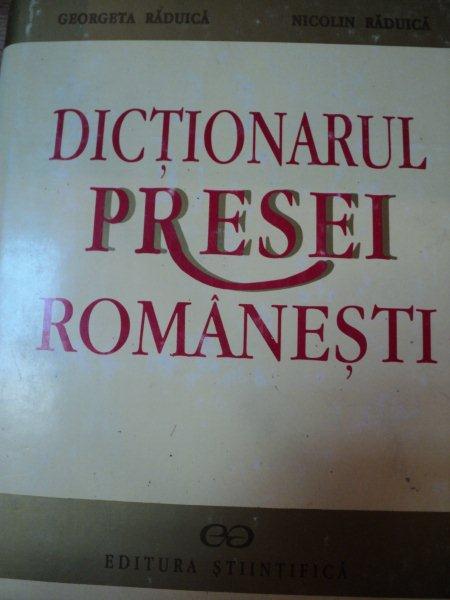 GEORGETA RĂDUICĂ NICOLIN RĂDUICĂ
DICȚIONARUL
PRESEI
ROMÂNEȘTI
EDITURA ȘTIINȚIFICĂ